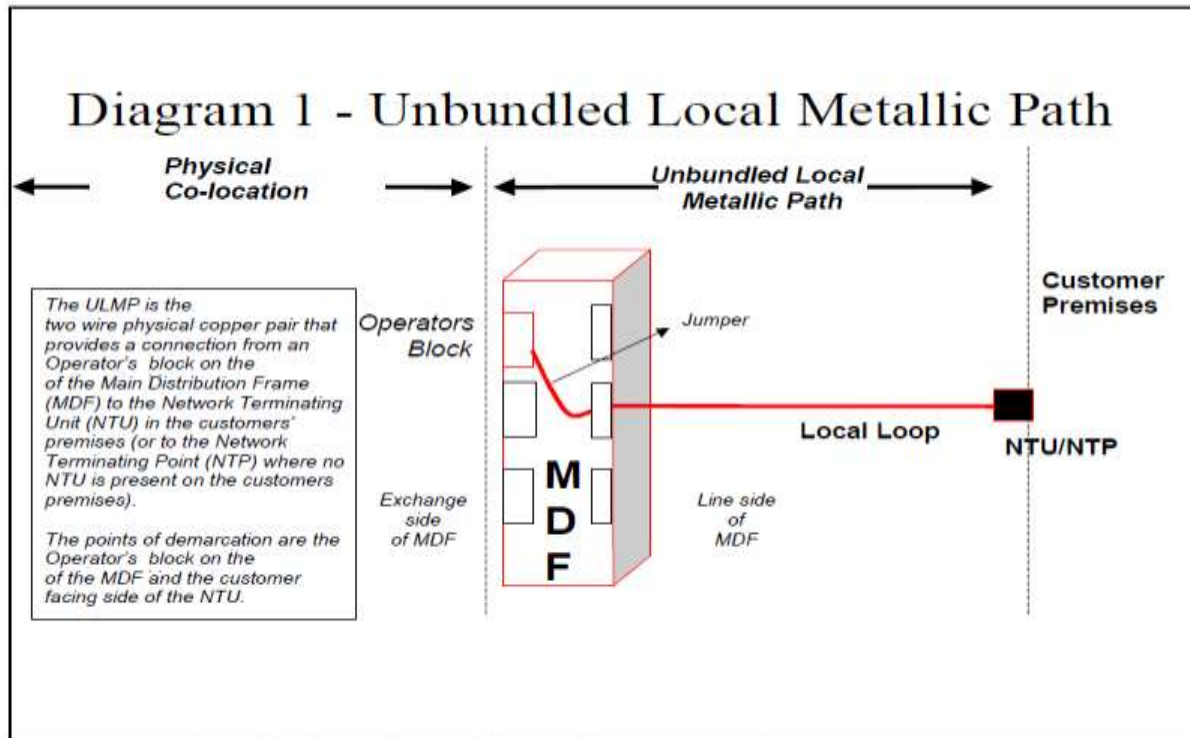 Diagram 1 - Unbundled Local Metallic Path
Physical
Co-location
Unbundled Local
Metallic Path
The ULMP is the
two wire physical copper pair that
provides a connection from an
Operator's block on the
of the Main Distribution Frame
(MDF) to the Network Terminating
Unit (NTU) in the customers'
premises (or to the Network
Terminating Point (NTP) where no
NTU is present on the customers
premises).
The points of demarcation are the
Operator's block on the
of the MDF and the customer
facing side of the NTU.
Operators
Block
Exchange
side
of MDF
M
D
F
Jumper
Local Loop
Line side
of
MDF
Customer
Premises
NTU/NTP